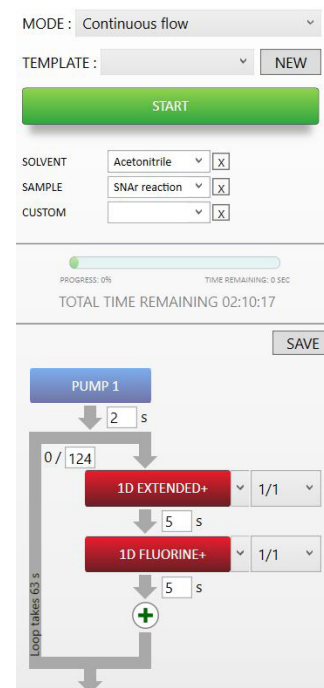 MODE : Continuous flow
TEMPLATE : NEW
START
SOLVENT Acetonitrile X
SAMPLE SNAr reaction X
CUSTOM X
PROGRESS: 0% TIME REMAINING: 0 SEC
TOTAL TIME REMAINING 02:10:17
SAVE
PUMP 1
2 s
0 / 124
1D EXTENDED+ 1/1
5 s
1D FLUORINE+ 1/1
5 s
Loop takes 63 s